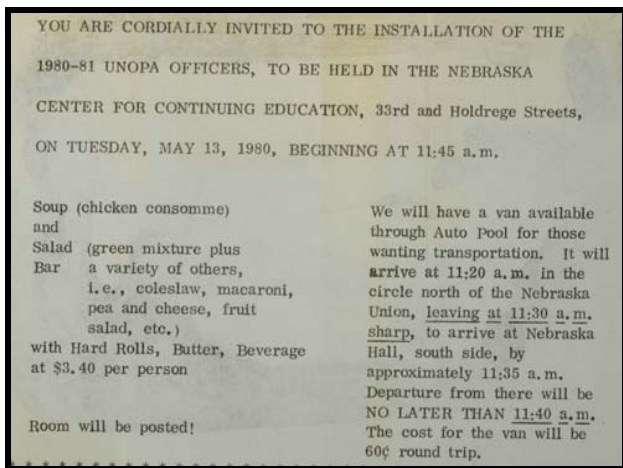 YOU ARE CORDIALLY INVITED TO THE INSTALLATION OF THE
1980-81 UNOPA OFFICERS, TO BE HELD IN THE NEBRASKA
CENTER FOR CONTINUING EDUCATION, 33rd and Holdrege Streets,
ON TUESDAY, MAY 13, 1980, BEGINNING AT 11:45 a.m.
Soup (chicken consomme)
and
Salad (green mixture plus
Bar a variety of others,
i.e., coleslaw, macaroni,
pea and cheese, fruit
salad, etc.)
with Hard Rolls, Butter, Beverage
at $3.40 per person
Room will be posted!
We will have a van available
through Auto Pool for those
wanting transportation. It will
arrive at 11:20 a.m. in the
circle north of the Nebraska
Union, leaving at 11:30 a.m.
sharp, to arrive at Nebraska
Hall, south side, by
approximately 11:35 a.m.
Departure from there will be
NO LATER THAN 11:40 a.m.
The cost for the van will be
60¢ round trip.